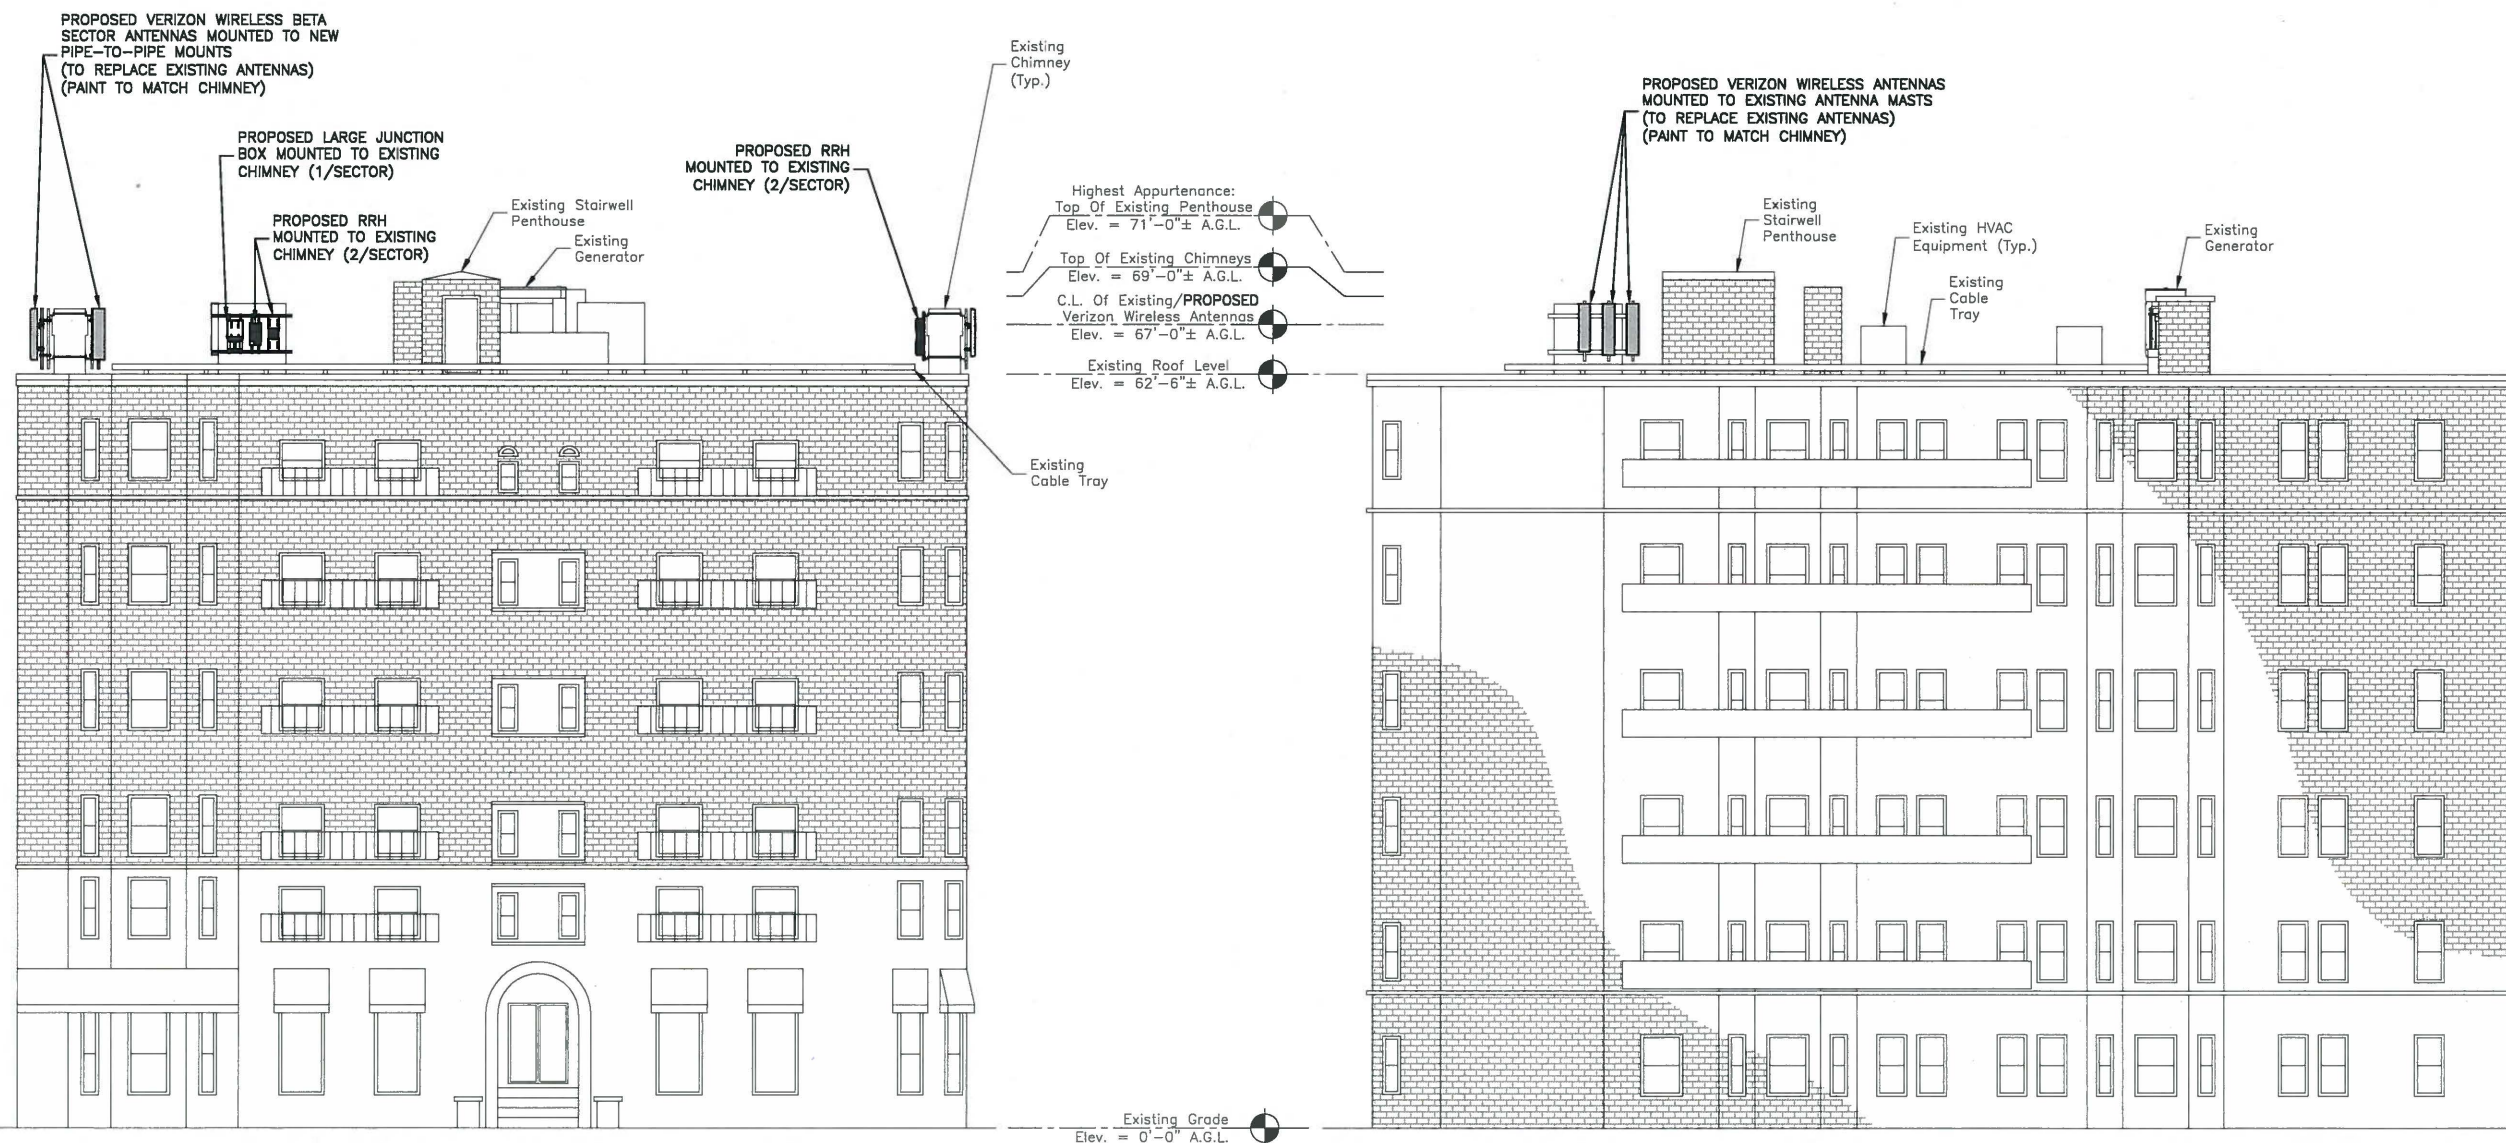 PROPOSED VERIZON WIRELESS BETA
SECTOR ANTENNAS MOUNTED TO NEW
PIPE-TO-PIPE MOUNTS
(TO REPLACE EXISTING ANTENNAS)
(PAINT TO MATCH CHIMNEY)
PROPOSED LARGE JUNCTION
BOX MOUNTED TO EXISTING
CHIMNEY (1/SECTOR)
PROPOSED RRH
MOUNTED TO EXISTING
CHIMNEY (2/SECTOR)
Existing Stairwell
Penthouse
Existing
Generator
PROPOSED RRH
MOUNTED TO EXISTING
CHIMNEY (2/SECTOR)
Existing
Chimney
(Typ.)
Existing
Cable Tray
Highest Appurtenance:
Top Of Existing Penthouse
Elev. = 71'-0"± A.G.L.
Top Of Existing Chimneys
Elev. = 69'-0"± A.G.L.
C.L. Of Existing/PROPOSED
Verizon Wireless Antennas
Elev. = 67'-0"± A.G.L.
Existing Roof Level
Elev. = 62'-6"± A.G.L.
Existing Grade
Elev. = 0'-0" A.G.L.
PROPOSED VERIZON WIRELESS ANTENNAS
MOUNTED TO EXISTING ANTENNA MASTS
(TO REPLACE EXISTING ANTENNAS)
(PAINT TO MATCH CHIMNEY)
Existing
Stairwell
Penthouse
Existing HVAC
Equipment (Typ.)
Existing
Cable
Tray
Existing
Generator